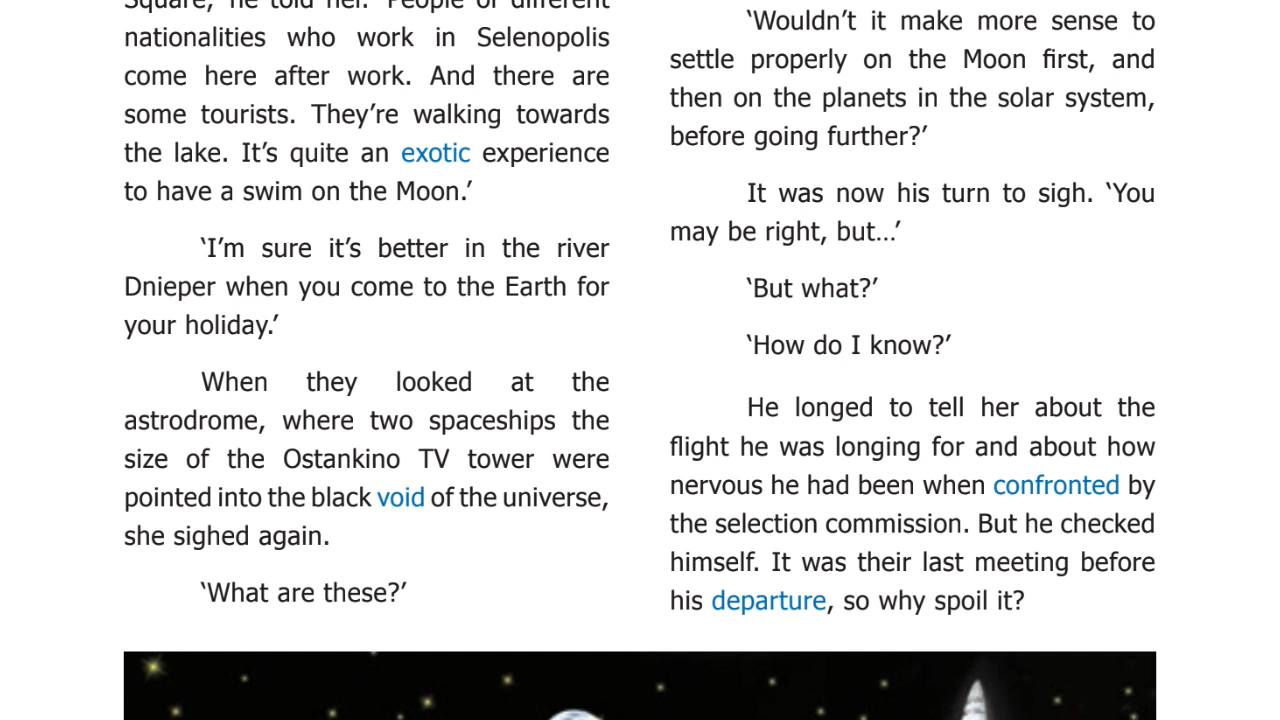 Square,’ he told her. ‘People of different
nationalities who work in Selenopolis
come here after work. And there are
some tourists. They’re walking towards
the lake. It’s quite an exotic experience
to have a swim on the Moon.’
‘I’m sure it’s better in the river
Dnieper when you come to the Earth for
your holiday.’
When they looked at the
astrodrome, where two spaceships the
size of the Ostankino TV tower were
pointed into the black void of the universe,
she sighed again.
‘What are these?’
‘Wouldn’t it make more sense to
settle properly on the Moon first, and
then on the planets in the solar system,
before going further?’
It was now his turn to sigh. ‘You
may be right, but…’
‘But what?’
‘How do I know?’
He longed to tell her about the
flight he was longing for and about how
nervous he had been when confronted by
the selection commission. But he checked
himself. It was their last meeting before
his departure, so why spoil it?